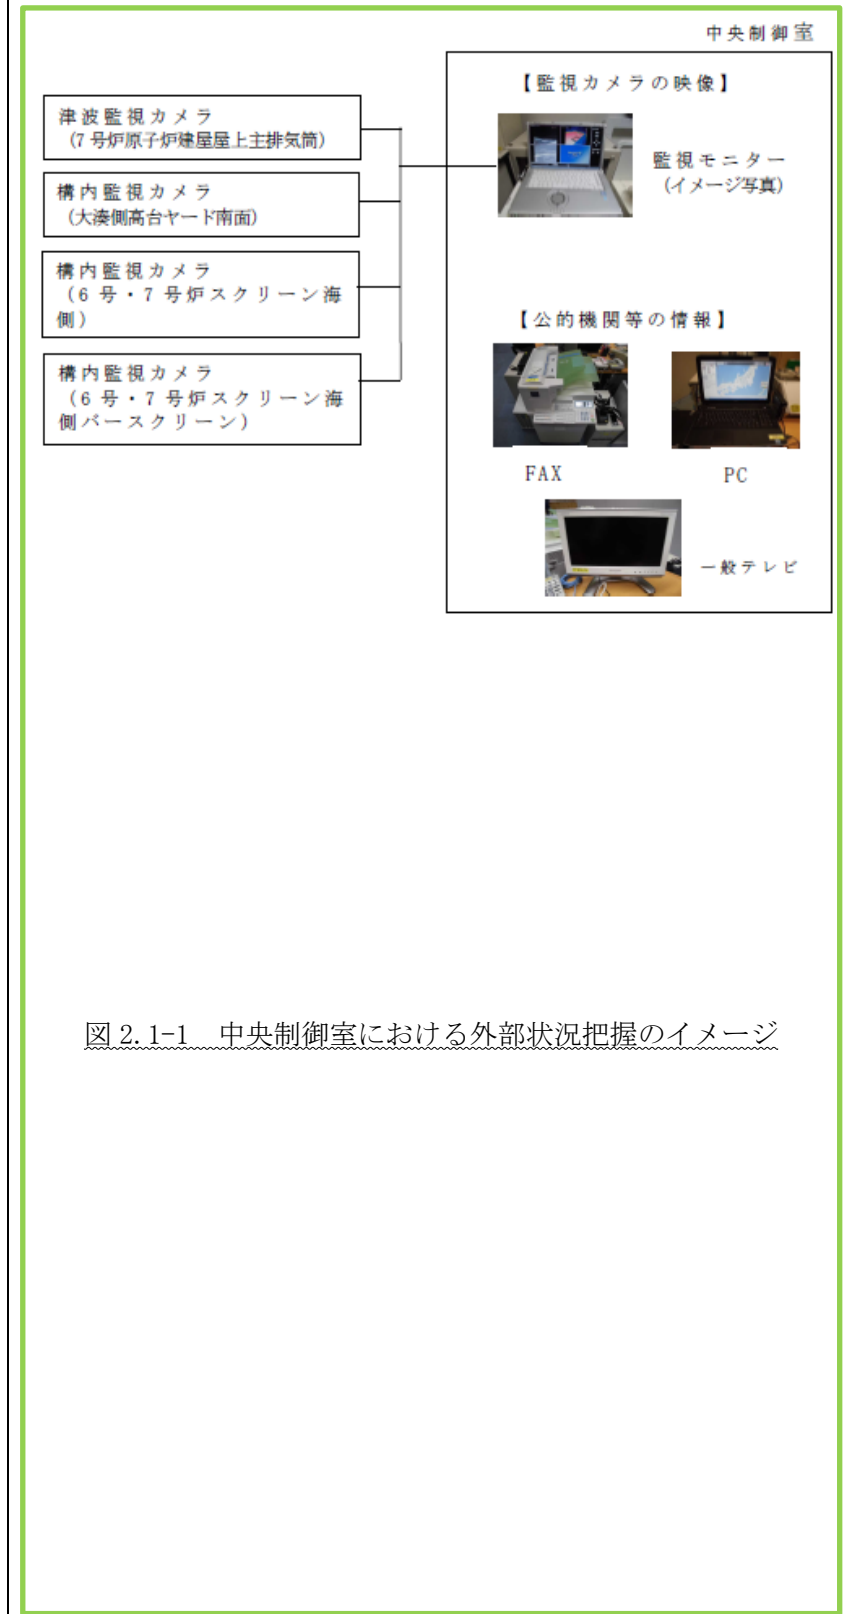 中央制御室
津波監視カメラ
(7号炉原子炉建屋屋上主排気筒)
構内監視カメラ
(大湊側高台ヤード南面)
構内監視カメラ
(6号・7号炉スクリーン海
側)
構内監視カメラ
(6号・7号炉スクリーン海
側バースクリーン)
【監視カメラの映像】
監視モニター
(イメージ写真)
【公的機関等の情報】
FAX
PC
一般テレビ
図 2.1-1 中央制御室における外部状況把握のイメージ